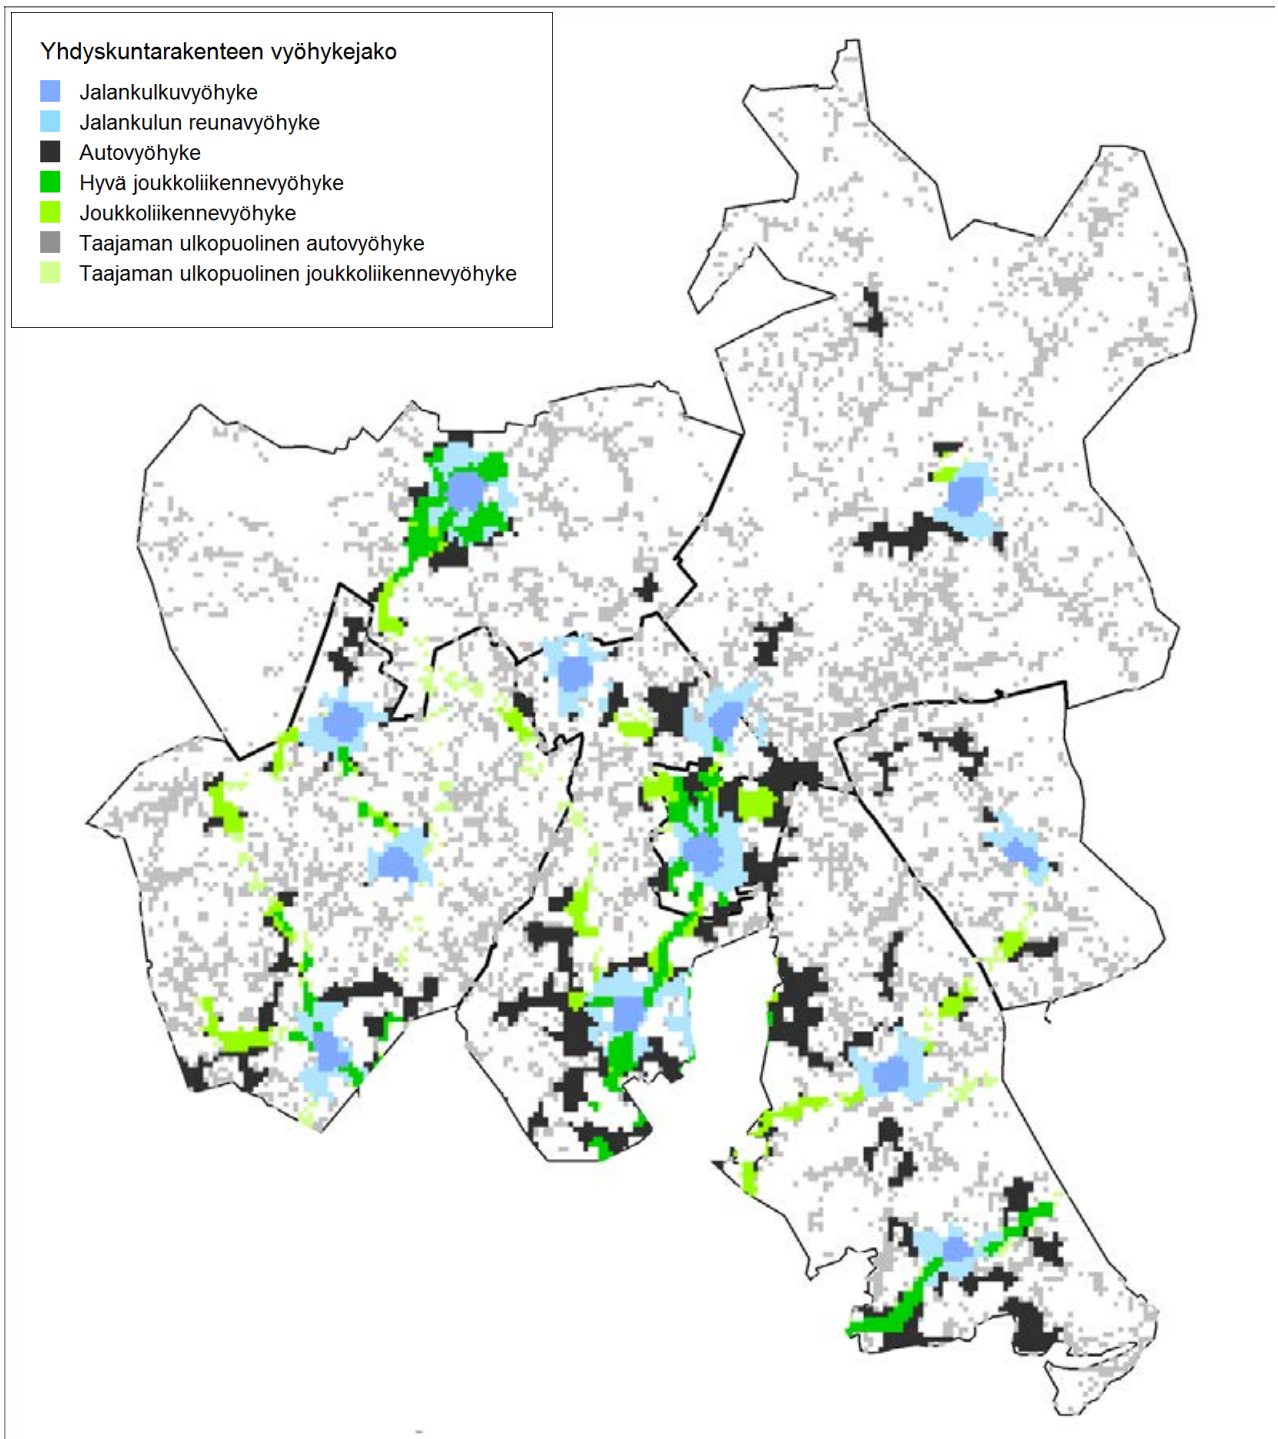 Yhdyskuntarakenteen vyöhykejako
Jalankulkuvyöhyke
Jalankulun reunavyöhyke
Autovyöhyke
Hyvä joukkoliikennevyöhyke
Joukkoliikennevyöhyke
Taajaman ulkopuolinen autovyöhyke
Taajaman ulkopuolinen joukkoliikennevyöhyke